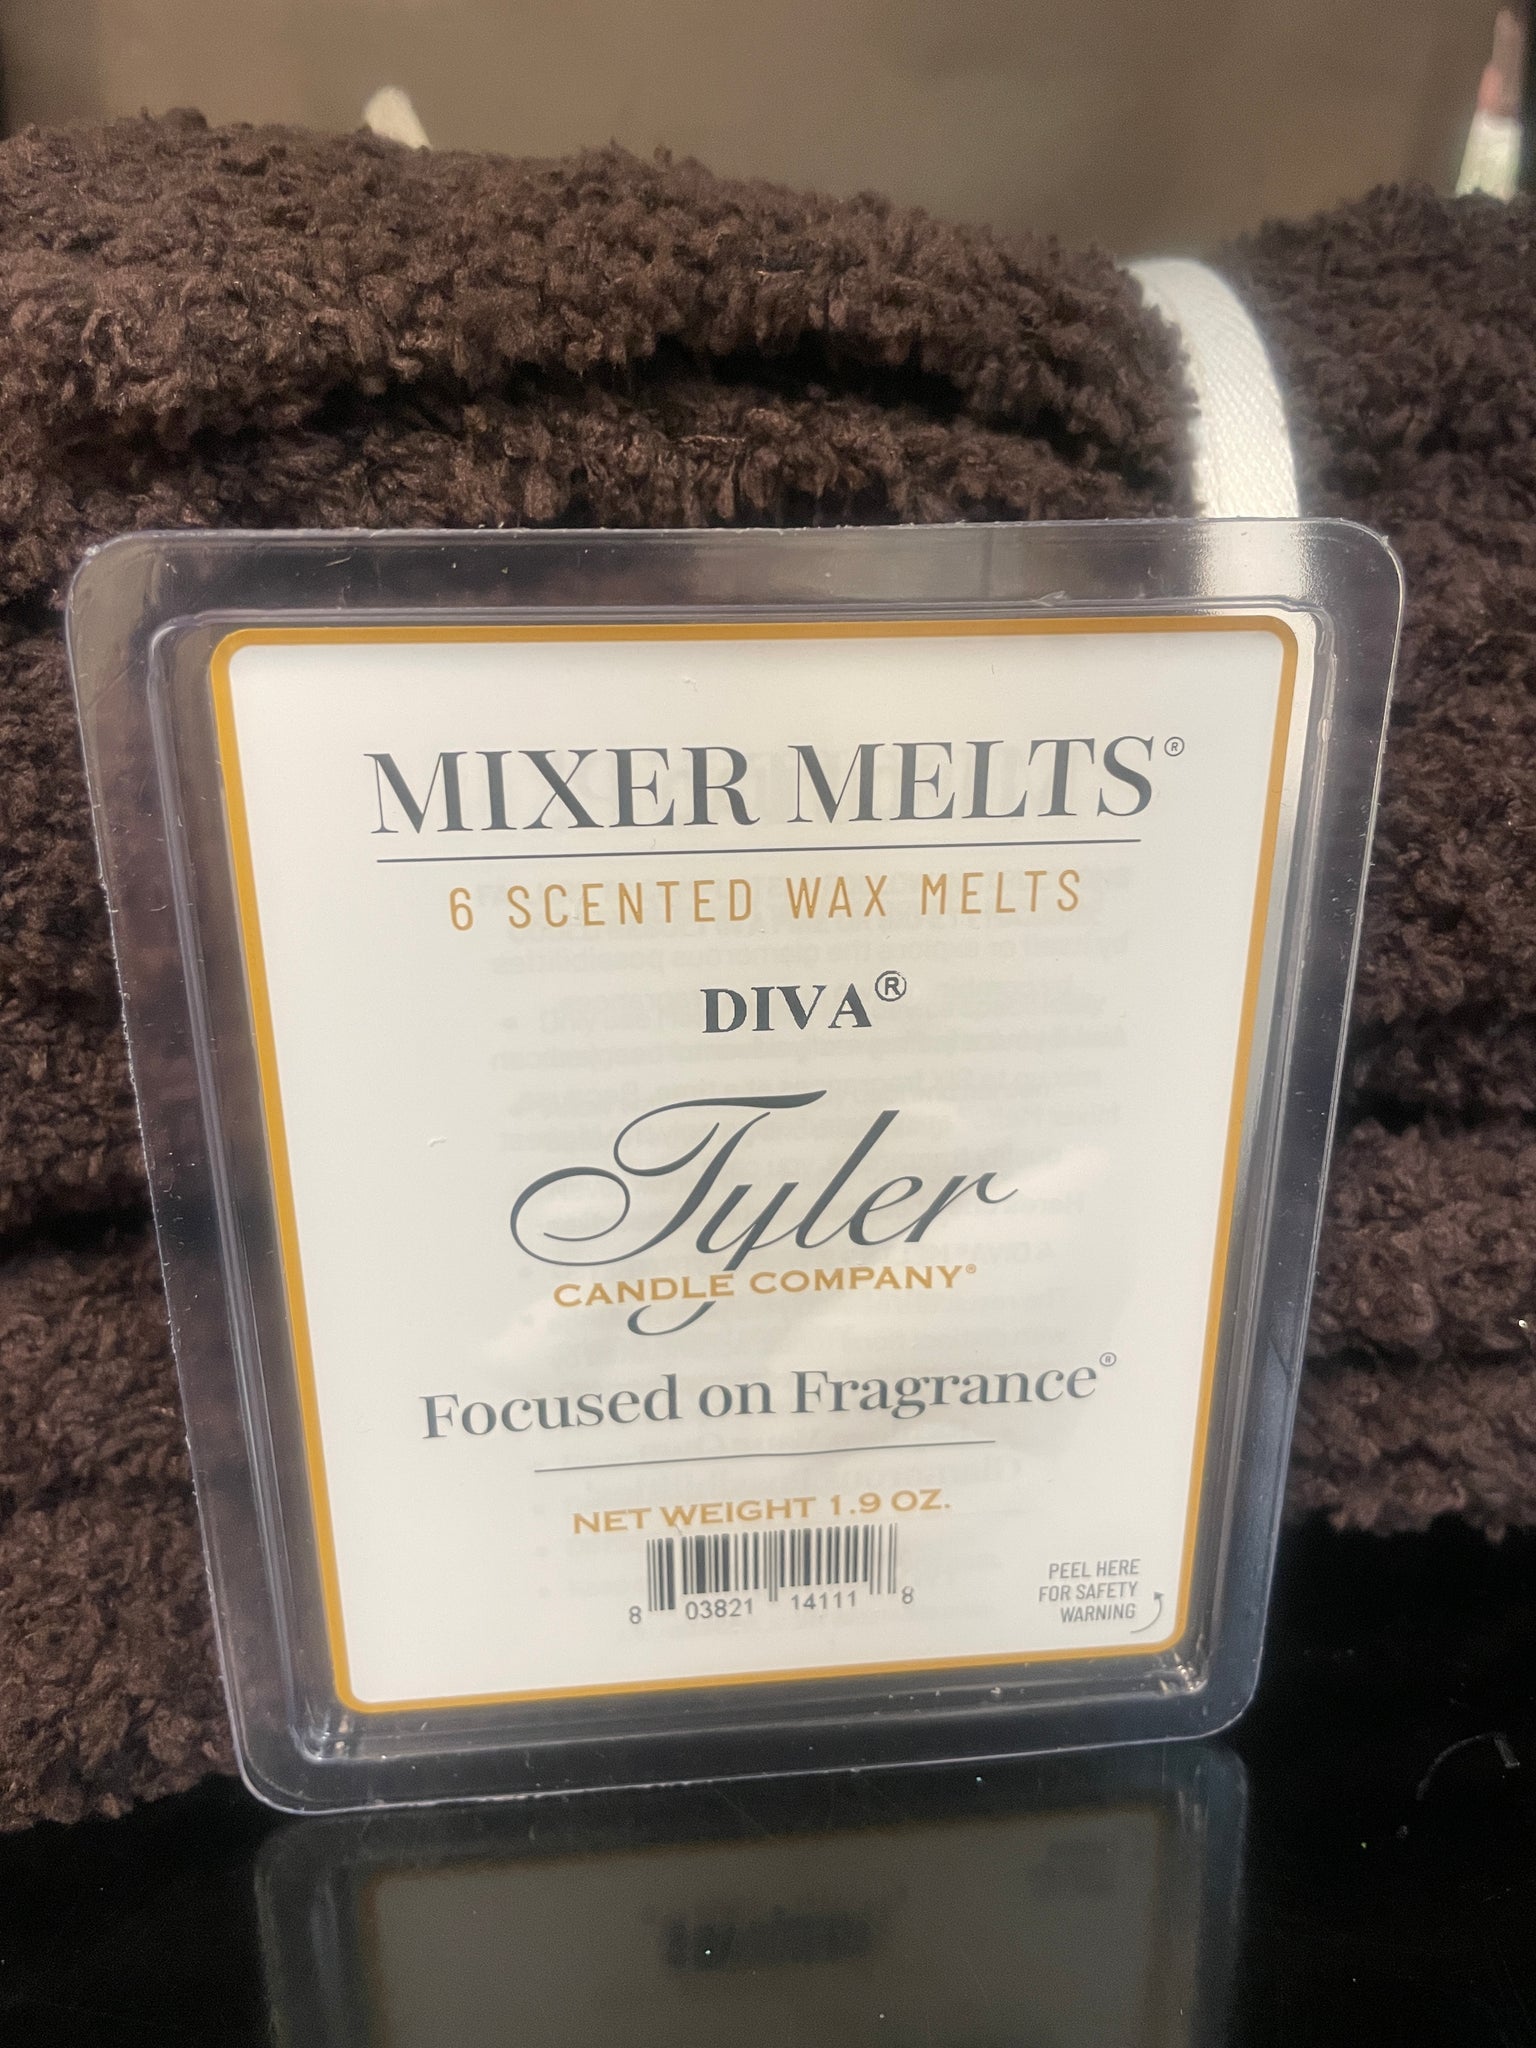 MIXER MELTS®
6 SCENTED WAX MELTS
DIVA®
Tyler
CANDLE COMPANY®
Focused on Fragrance®
NET WEIGHT 1.9 OZ.
8 03821 14111 8
PEEL HERE
FOR SAFETY
WARNING